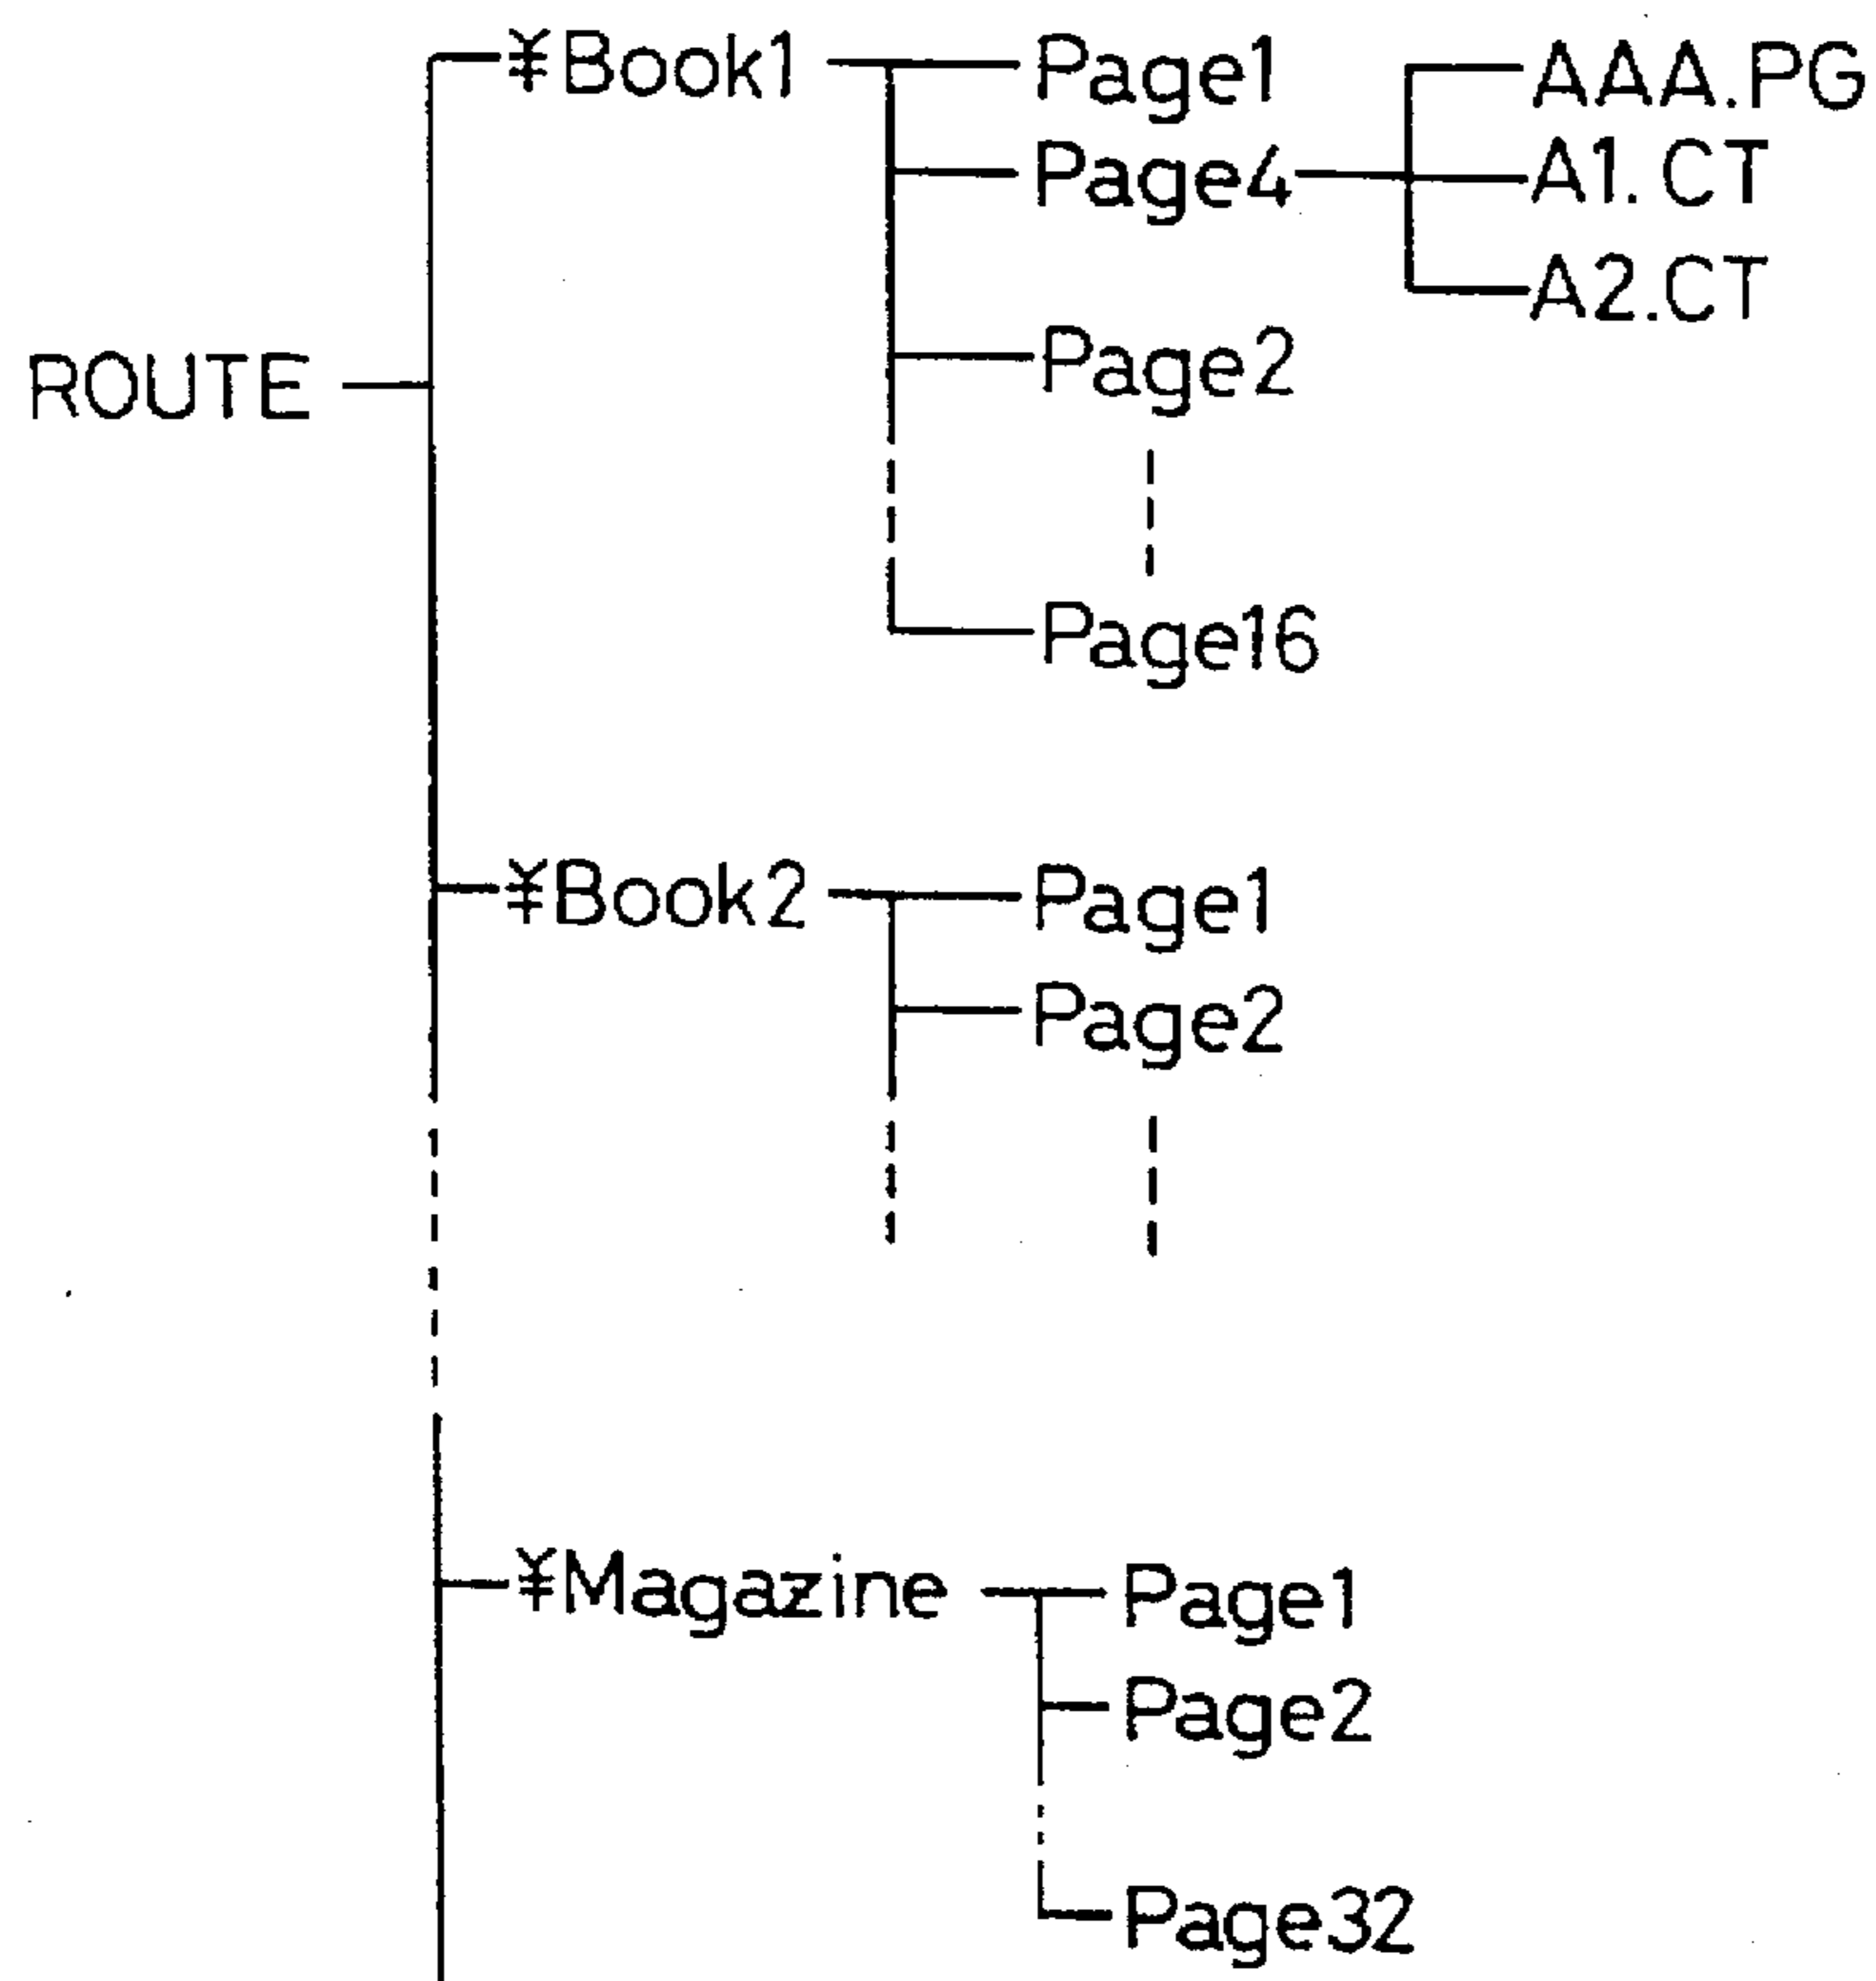 ¥Book1 Page1 AAA.PG
Page4 A1.CT
A2.CT
Page2
ROUTE
Page16
¥Book2 Page1
Page2
¥Magazine Page1
Page2
Page32